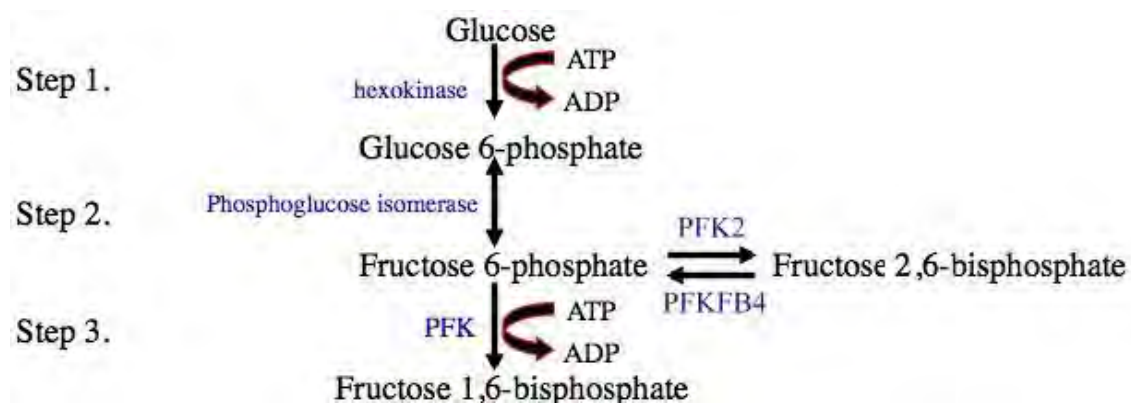 Glucose
Step 1.
hexokinase
ATP
ADP
Glucose 6-phosphate
Step 2.
Phosphoglucose isomerase
PFK2
Fructose 6-phosphate
Fructose 2,6-bisphosphate
PFKFB4
Step 3.
PFK
ATP
ADP
Fructose 1,6-bisphosphate